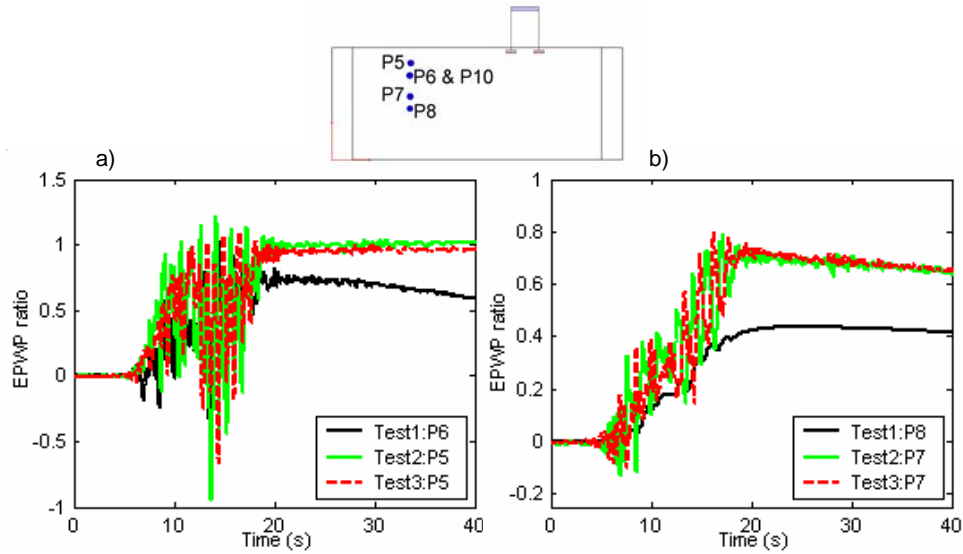 P5
P6 & P10
P7
P8
a)
b)
1.5
1
0.5
0
-0.5
-1
EPWP ratio
0 10 20 30 40
Time (s)
Test1:P6
Test2:P5
Test3:P5
1
0.8
0.6
0.4
0.2
0
-0.2
EPWP ratio
0 10 20 30 40
Time (s)
Test1:P8
Test2:P7
Test3:P7